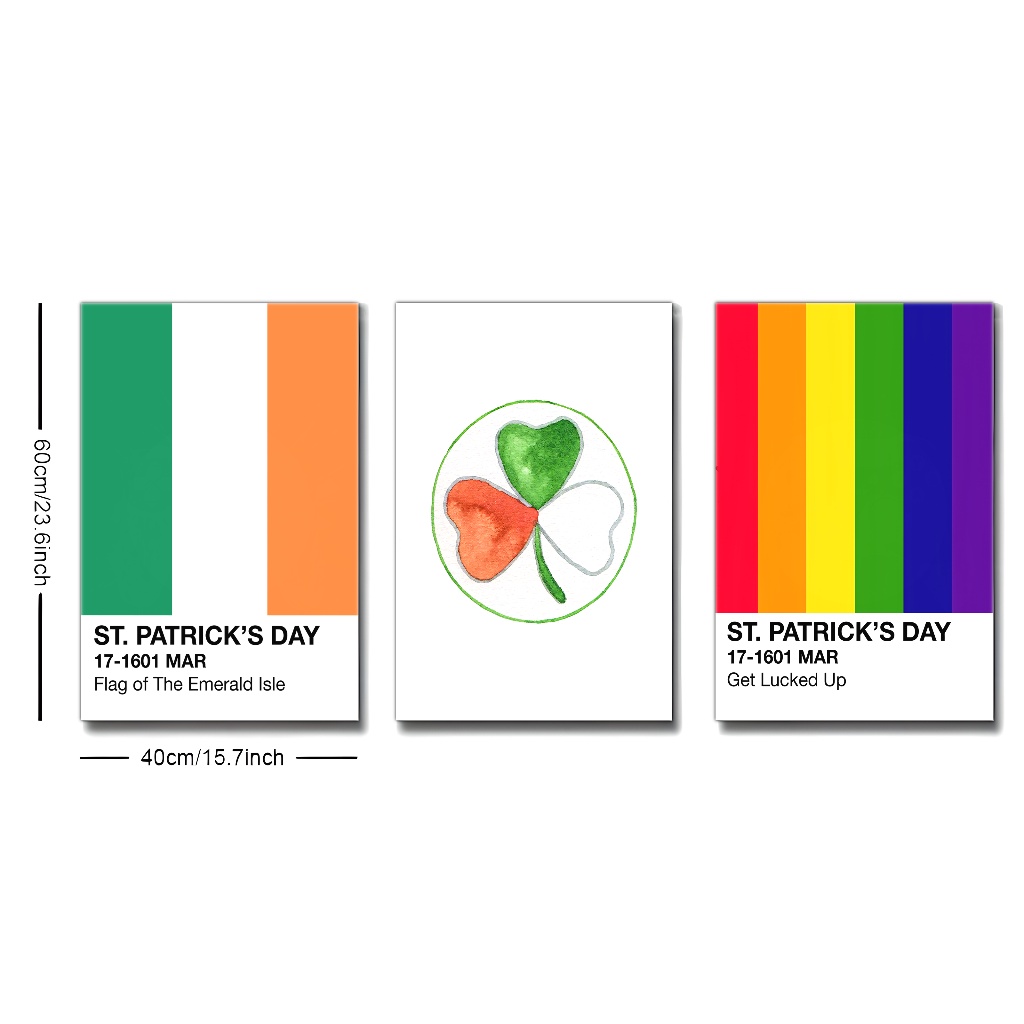 60cm/23.6inch
ST. PATRICK’S DAY
17-1601 MAR
Flag of The Emerald Isle
40cm/15.7inch
ST. PATRICK’S DAY
17-1601 MAR
Get Lucked Up